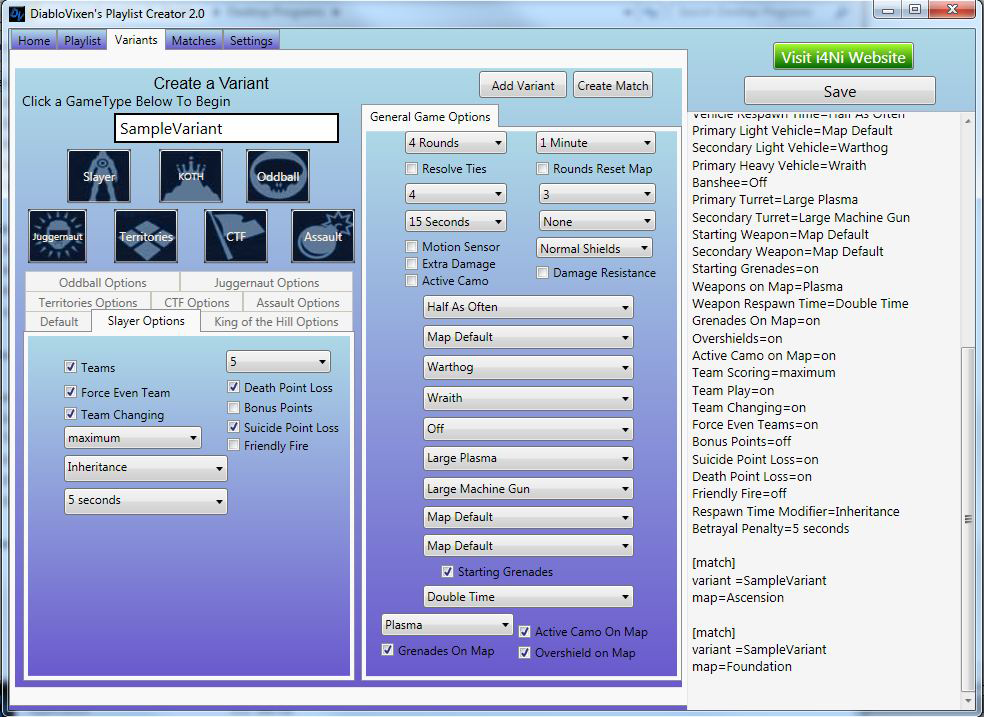 DiabloVixen's Playlist Creator 2.0
Home Playlist Variants Matches Settings
Create a Variant
Click a GameType Below To Begin
SampleVariant
Add Variant Create Match
Slayer KOTH Oddball
Juggernaut Territories CTF Assault
Oddball Options Juggernaut Options
Territories Options CTF Options Assault Options
Default Slayer Options King of the Hill Options
Teams
Force Even Team
Team Changing
maximum
Inheritance
5 seconds
5
Death Point Loss
Bonus Points
Suicide Point Loss
Friendly Fire
General Game Options
4 Rounds 1 Minute
Resolve Ties Rounds Reset Map
4 3
15 Seconds None
Motion Sensor Normal Shields
Extra Damage
Active Camo Damage Resistance
Half As Often
Map Default
Warthog
Wraith
Off
Large Plasma
Large Machine Gun
Map Default
Map Default
Starting Grenades
Double Time
Plasma Active Camo On Map
Grenades On Map Overshield on Map
Visit i4Ni Website
Save
Vehicle Respawn Time=Half As Often
Primary Light Vehicle=Map Default
Secondary Light Vehicle=Warthog
Primary Heavy Vehicle=Wraith
Banshee=Off
Primary Turret=Large Plasma
Secondary Turret=Large Machine Gun
Starting Weapon=Map Default
Secondary Weapon=Map Default
Starting Grenades=on
Weapons on Map=Plasma
Weapon Respawn Time=Double Time
Grenades On Map=on
Overshields=on
Active Camo on Map=on
Team Scoring=maximum
Team Play=on
Team Changing=on
Force Even Teams=on
Bonus Points=off
Suicide Point Loss=on
Death Point Loss=on
Friendly Fire=off
Respawn Time Modifier=Inheritance
Betrayal Penalty=5 seconds
[match]
variant =SampleVariant
map=Ascension
[match]
variant =SampleVariant
map=Foundation